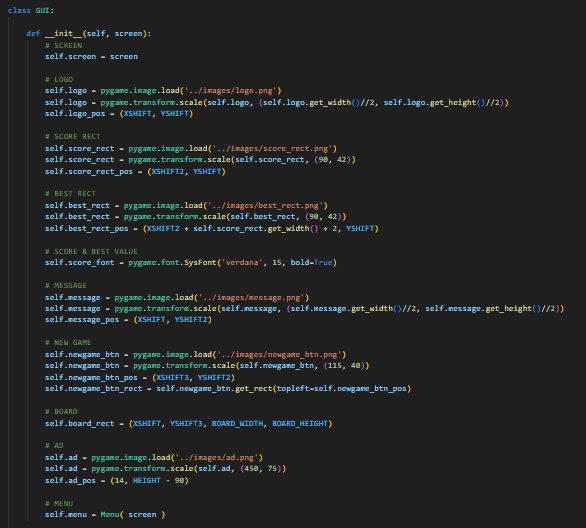 class GUI:
def __init__(self, screen):
# SCREEN
self.screen = screen
# LOGO
self.logo = pygame.image.load('../images/logo.png')
self.logo = pygame.transform.scale(self.logo, (self.logo.get_width()//2, self.logo.get_height()//2))
self.logo_pos = (XSHIFT, YSHIFT)
# SCORE RECT
self.score_rect = pygame.image.load('../images/score_rect.png')
self.score_rect = pygame.transform.scale(self.score_rect, (90, 42))
self.score_rect_pos = (XSHIFT2, YSHIFT)
# BEST RECT
self.best_rect = pygame.image.load('../images/best_rect.png')
self.best_rect = pygame.transform.scale(self.best_rect, (90, 42))
self.best_rect_pos = (XSHIFT2 + self.score_rect.get_width() + 2, YSHIFT)
# SCORE & BEST VALUE
self.score_font = pygame.font.SysFont('verdana', 15, bold=True)
# MESSAGE
self.message = pygame.image.load('../images/message.png')
self.message = pygame.transform.scale(self.message, (self.message.get_width()//2, self.message.get_height()//2))
self.message_pos = (XSHIFT, YSHIFT2)
# NEW GAME
self.newgame_btn = pygame.image.load('../images/newgame_btn.png')
self.newgame_btn = pygame.transform.scale(self.newgame_btn, (115, 40))
self.newgame_btn_pos = (XSHIFT3, YSHIFT2)
self.newgame_btn_rect = self.newgame_btn.get_rect(topleft=self.newgame_btn_pos)
# BOARD
self.board_rect = (XSHIFT, YSHIFT3, BOARD_WIDTH, BOARD_HEIGHT)
# AD
self.ad = pygame.image.load('../images/ad.png')
self.ad = pygame.transform.scale(self.ad, (450, 75))
self.ad_pos = (14, HEIGHT - 90)
# MENU
self.menu = Menu( screen )